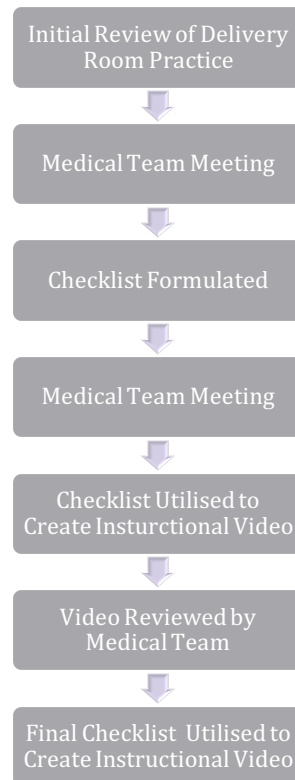 Initial Review of Delivery
Room Practice
Medical Team Meeting
Checklist Formulated
Medical Team Meeting
Checklist Utilised to
Create Insturctional Video
Video Reviewed by
Medical Team
Final Checklist Utilised to
Create Instructional Video